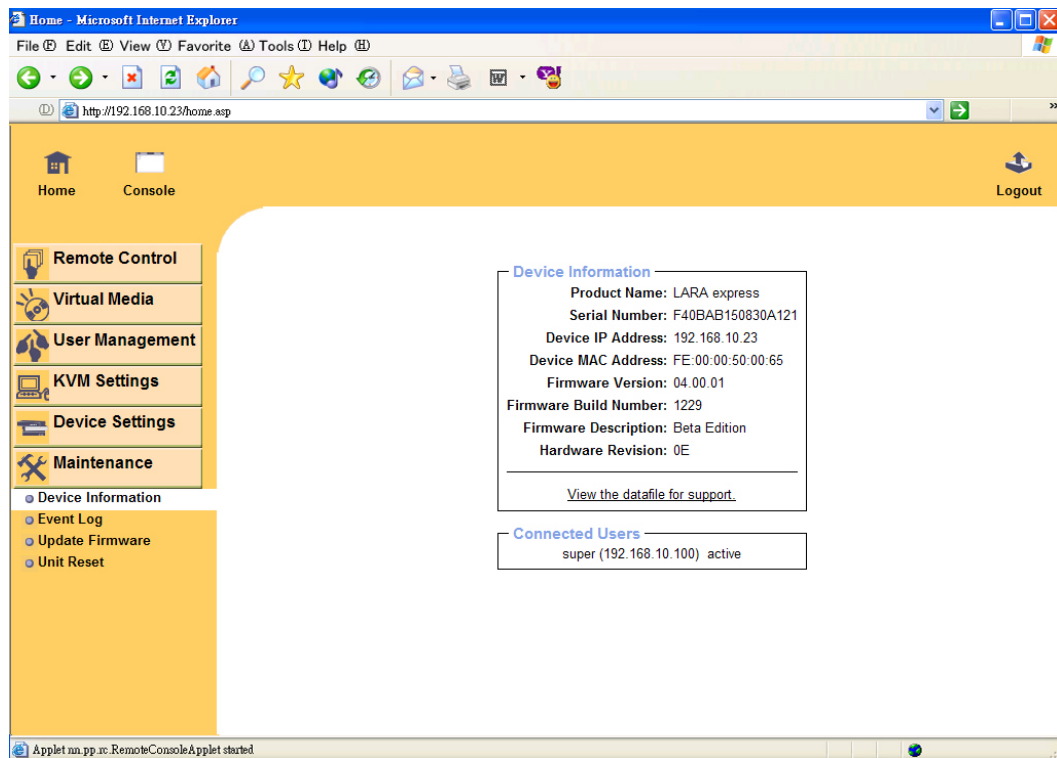 Home - Microsoft Internet Explorer
File (F) Edit (E) View (V) Favorite (A) Tools (T) Help (H)
(D) http://192.168.10.23/home.asp »
Home Console Logout
Remote Control
Virtual Media
User Management
KVM Settings
Device Settings
Maintenance
Device Information
Event Log
Update Firmware
Unit Reset
Device Information
Product Name: LARA express
Serial Number: F40BAB150830A121
Device IP Address: 192.168.10.23
Device MAC Address: FE:00:00:50:00:65
Firmware Version: 04.00.01
Firmware Build Number: 1229
Firmware Description: Beta Edition
Hardware Revision: 0E
View the datafile for support.
Connected Users
super (192.168.10.100) active
Applet nn.pp.rc.RemoteConsoleApplet started